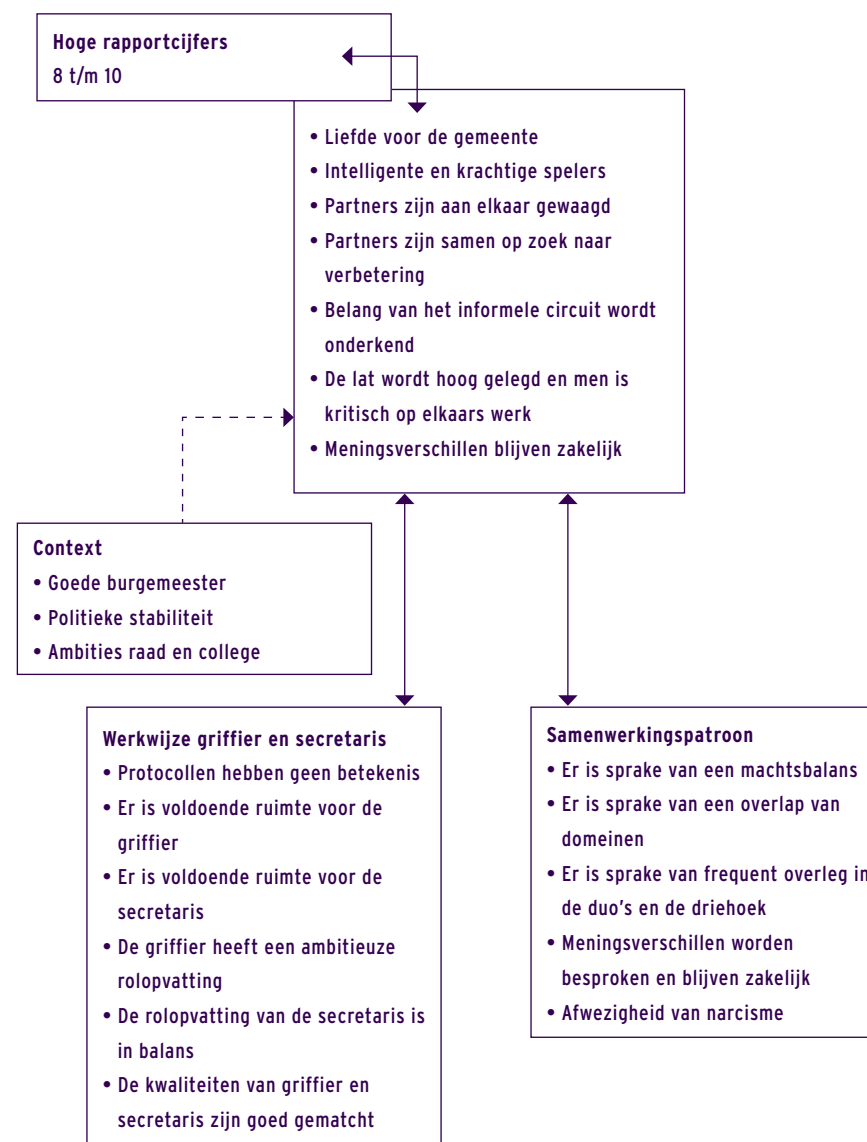 Hoge rapportcijfers
8 t/m 10
• Liefde voor de gemeente
• Intelligente en krachtige spelers
• Partners zijn aan elkaar gewaagd
• Partners zijn samen op zoek naar
verbetering
• Belang van het informele circuit wordt
onderkend
• De lat wordt hoog gelegd en men is
kritisch op elkaars werk
• Meningsverschillen blijven zakelijk
Context
• Goede burgemeester
• Politieke stabiliteit
• Ambities raad en college
Werkwijze griffier en secretaris
• Protocollen hebben geen betekenis
• Er is voldoende ruimte voor de
griffier
• Er is voldoende ruimte voor de
secretaris
• De griffier heeft een ambitieuze
rolopvatting
• De rolopvatting van de secretaris is
in balans
• De kwaliteiten van griffier en
secretaris zijn goed gematcht
Samenwerkingspatroon
• Er is sprake van een machtsbalans
• Er is sprake van een overlap van
domeinen
• Er is sprake van frequent overleg in
de duo's en de driehoek
• Meningsverschillen worden
besproken en blijven zakelijk
• Afwezigheid van narcisme